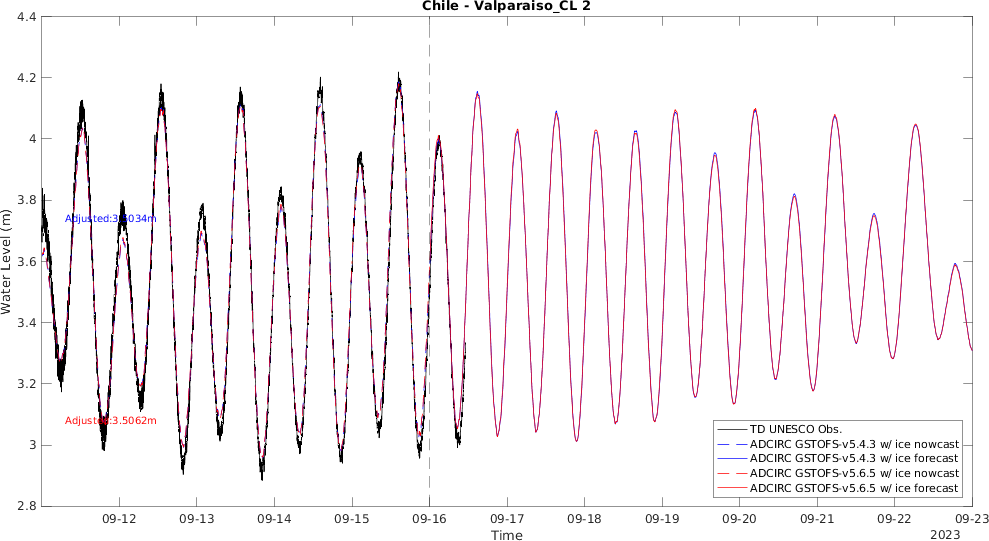 Chile - Valparaiso_CL 2
4.4
4.2
4
3.8
3.6
3.4
3.2
3
2.8
Water Level (m)
Adjusted:3.5034m
Adjusted:3.5062m
TD UNESCO Obs.
ADCIRC GSTOFS-v5.4.3 w/ ice nowcast
ADCIRC GSTOFS-v5.4.3 w/ ice forecast
ADCIRC GSTOFS-v5.6.5 w/ ice nowcast
ADCIRC GSTOFS-v5.6.5 w/ ice forecast
09-12 09-13 09-14 09-15 09-16 09-17 09-18 09-19 09-20 09-21 09-22 09-23
Time
2023